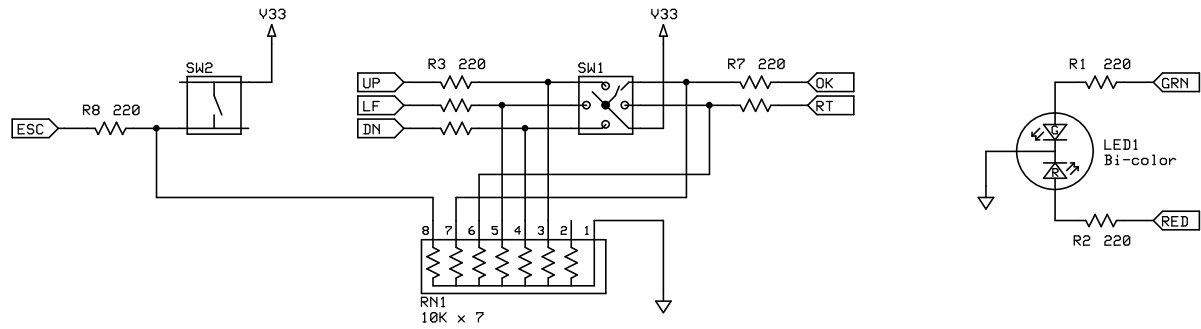 V33
V33
SW2
R3 220
SW1
R7 220
R1 220
UP
OK
GRN
LF
RT
R8 220
ESC
DN
G
LED1
Bi-color
R
RED
R2 220
8 7 6 5 4 3 2 1
RN1
10K x 7